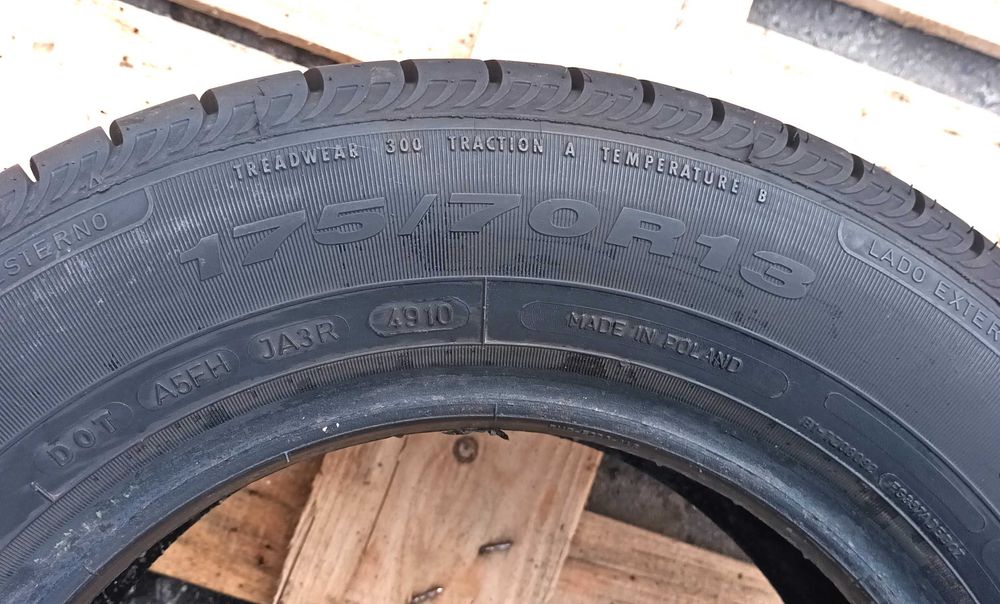 TREADWEAR 300 TRACTION A TEMPERATURE B
175/70R13
STERNO
LADO EXTER
DOT A5FH JA3R 4910
MADE IN POLAND